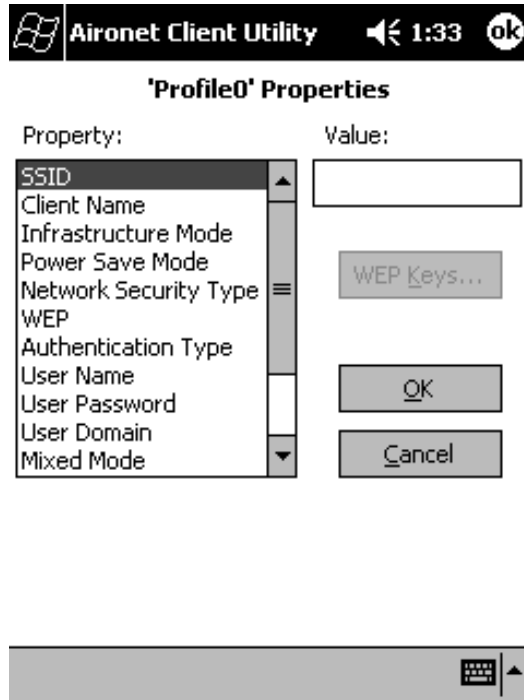 Aironet Client Utility 1:33 ok
'Profile0' Properties
Property: Value:
SSID
Client Name
Infrastructure Mode
Power Save Mode
Network Security Type
WEP
Authentication Type
User Name
User Password
User Domain
Mixed Mode
WEP Keys...
OK
Cancel